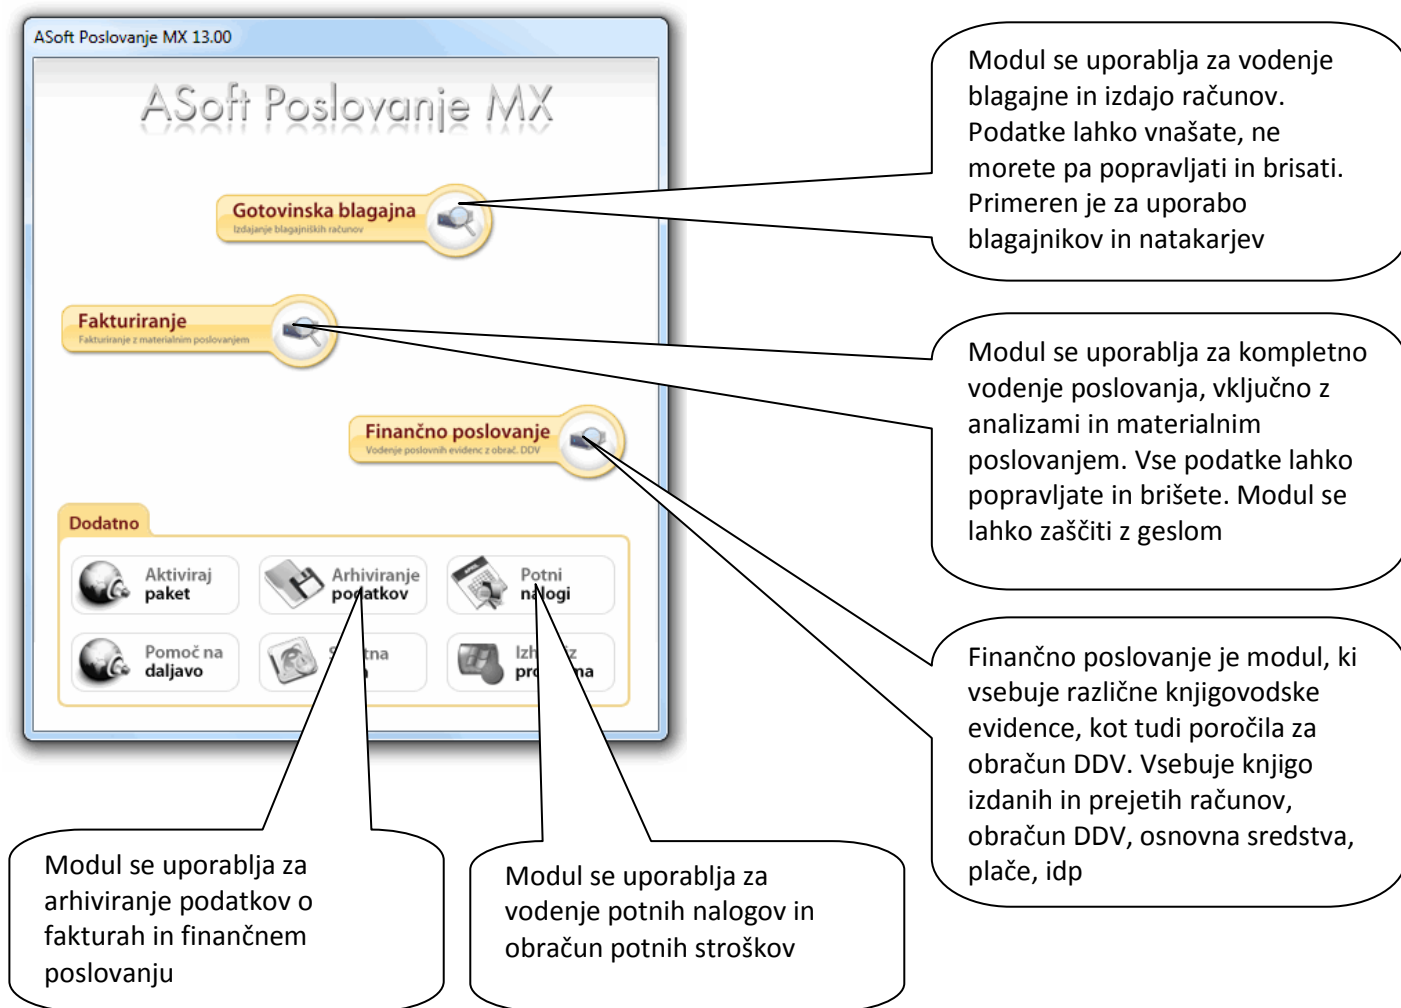 ASoft Poslovanje MX 13.00
ASoft Poslovanje MX
Gotovinska blagajna
Izdajanje blagajniških računov
Fakturiranje
Fakturiranje z materialnim poslovanjem
Finančno poslovanje
Vodenje poslovnih evidenc z obrač. DDV
Dodatno
Aktiviraj
paket
Arhiviranje
podatkov
Potni
nalogi
Pomoč na
daljavo
Modul se uporablja za vodenje
blagajne in izdajo računov.
Podatke lahko vnašate, ne
morete pa popravljati in brisati.
Primeren je za uporabo
blagajnikov in natakarjev
Modul se uporablja za kompletno
vodenje poslovanja, vključno z
analizami in materialnim
poslovanjem. Vse podatke lahko
popravljate in brišete. Modul se
lahko zaščiti z geslom
Finančno poslovanje je modul, ki
vsebuje različne knjigovodske
evidence, kot tudi poročila za
obračun DDV. Vsebuje knjigo
izdanih in prejetih računov,
obračun DDV, osnovna sredstva,
plače, idp
Modul se uporablja za
arhiviranje podatkov o
fakturah in finančnem
poslovanju
Modul se uporablja za
vodenje potnih nalogov in
obračun potnih stroškov